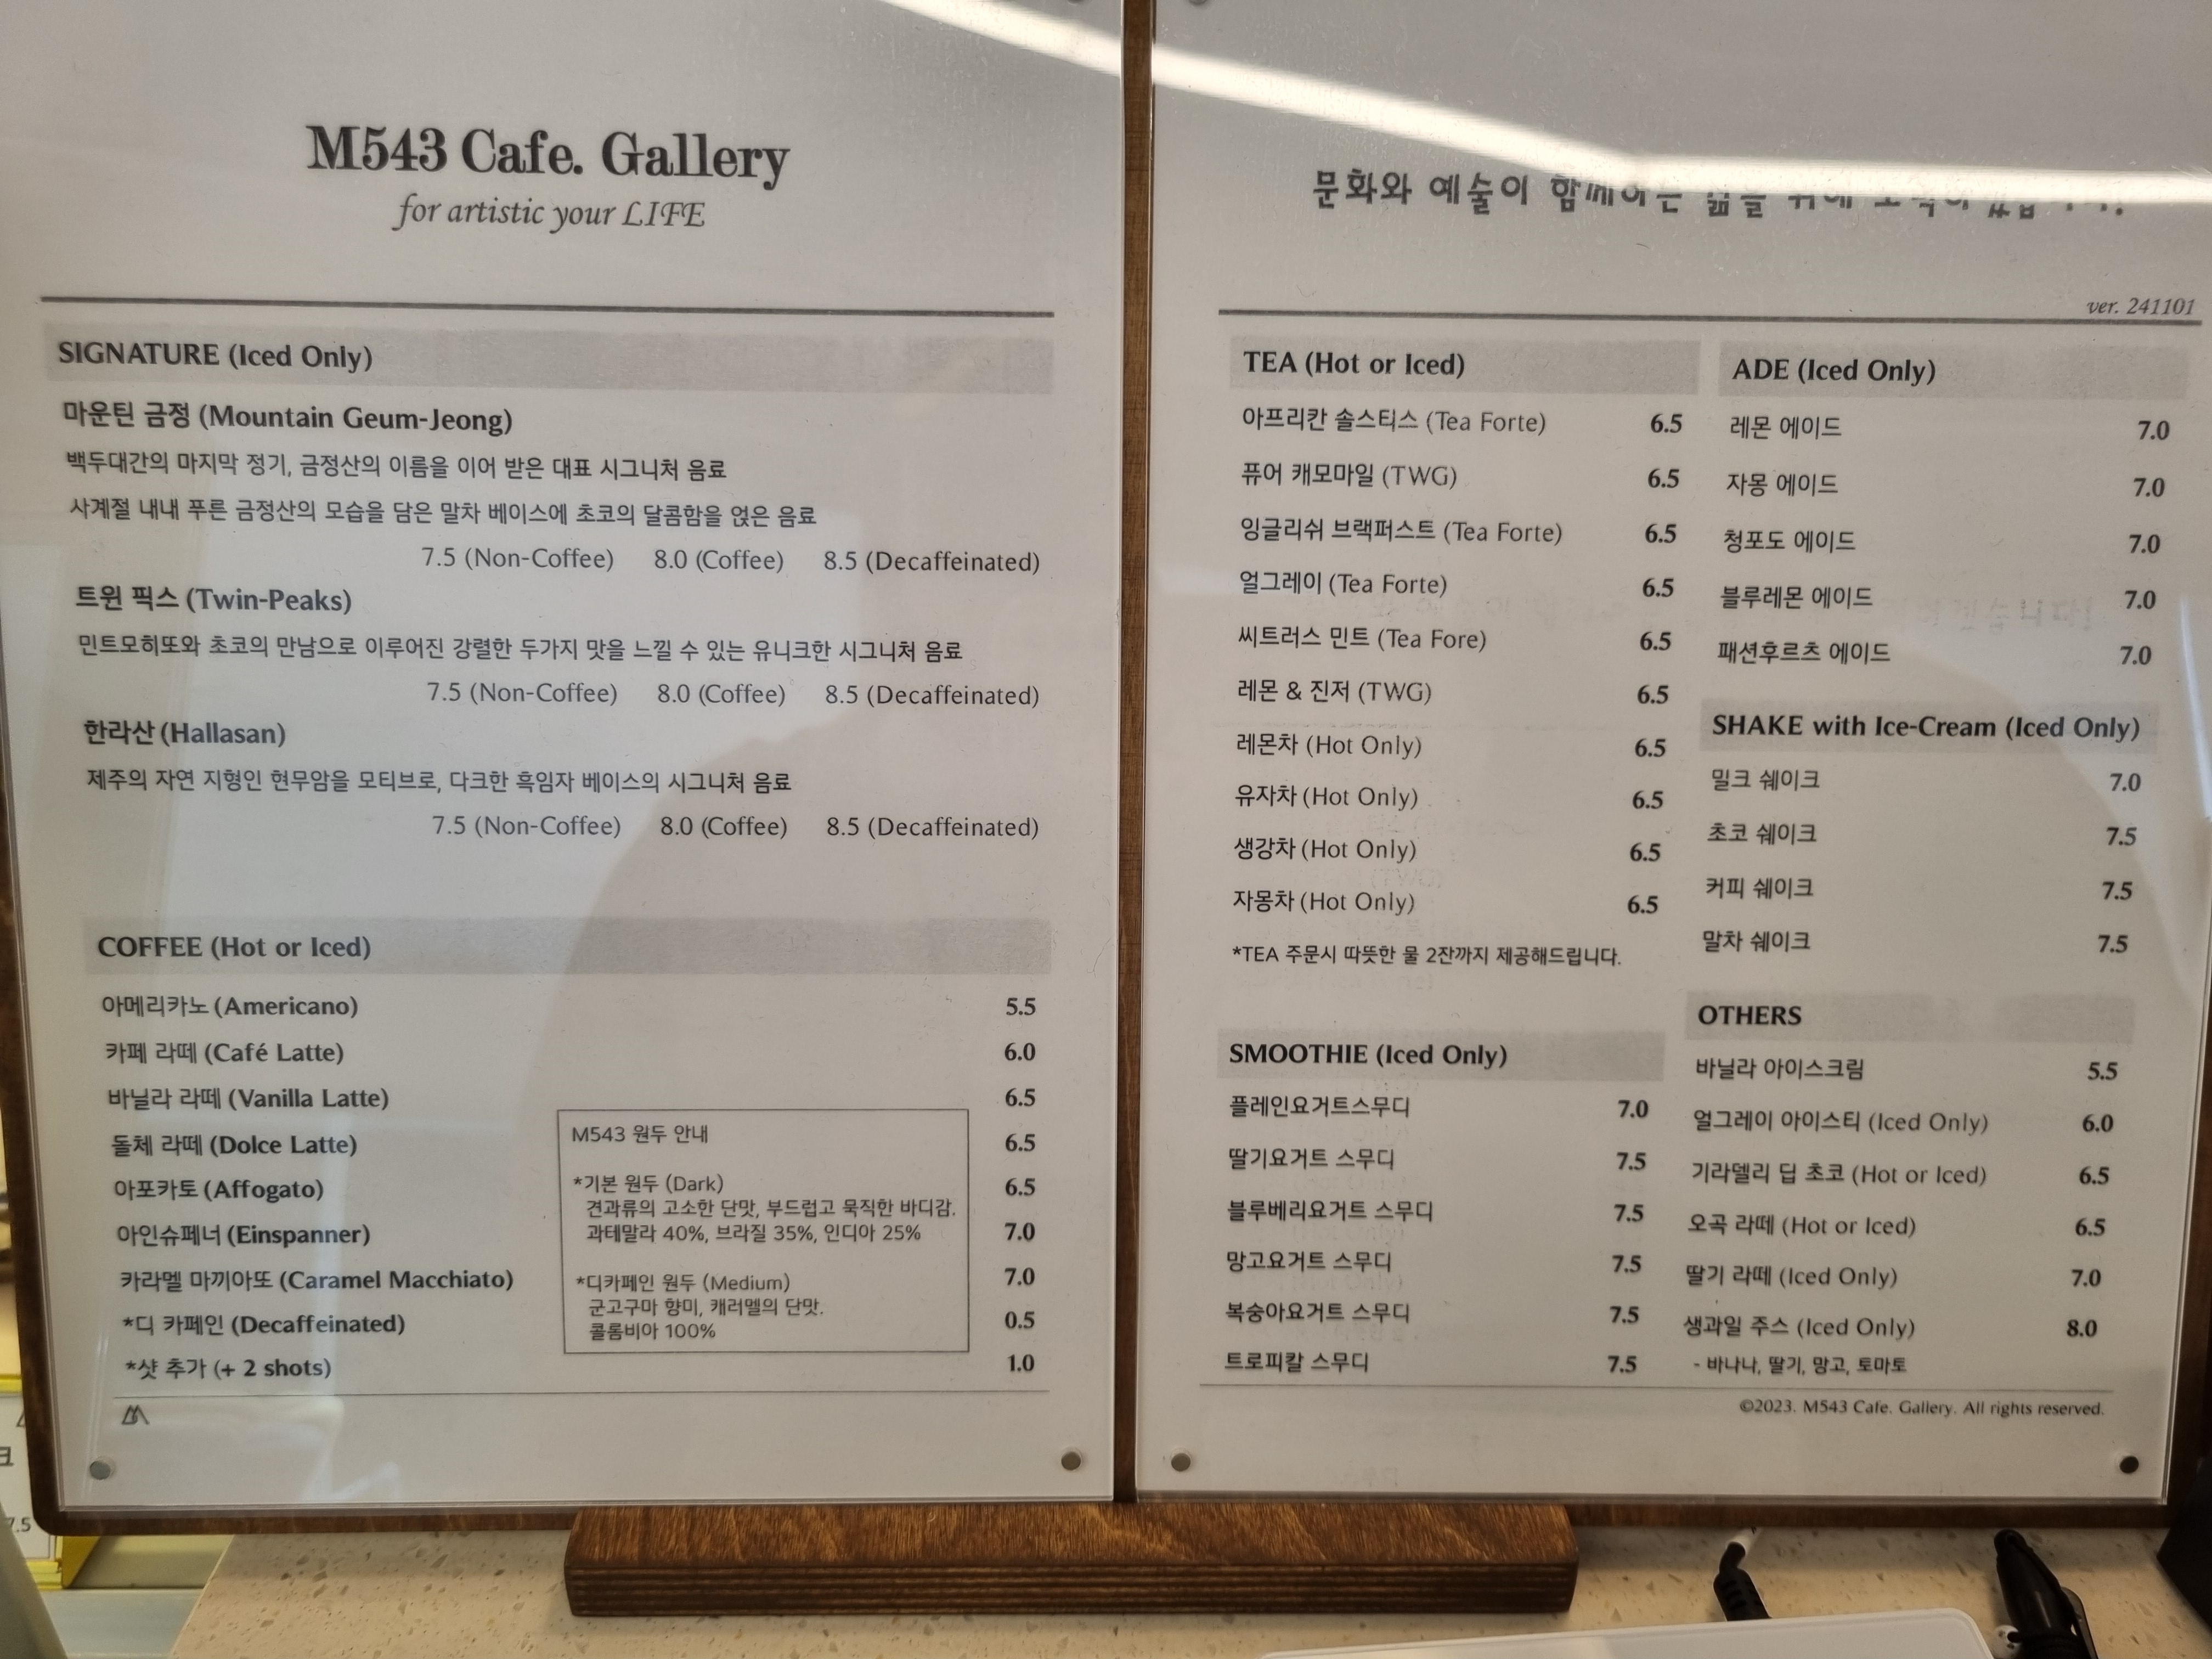 M543 Cafe. Gallery
for artistic your LIFE
SIGNATURE (Iced Only)
마운틴 금정 (Mountain Geum-Jeong)
백두대간의 마지막 정기, 금정산의 이름을 이어 받은 대표 시그니처 음료
사계절 내내 푸른 금정산의 모습을 담은 말차 베이스에 초코의 달콤함을 얹은 음료
7.5 (Non-Coffee) 8.0 (Coffee) 8.5 (Decaffeinated)
트윈 픽스 (Twin-Peaks)
민트모히또와 초코의 만남으로 이루어진 강렬한 두가지 맛을 느낄 수 있는 유니크한 시그니처 음료
7.5 (Non-Coffee) 8.0 (Coffee) 8.5 (Decaffeinated)
한라산 (Hallasan)
제주의 자연 지형인 현무암을 모티브로, 다크한 흑임자 베이스의 시그니처 음료
7.5 (Non-Coffee) 8.0 (Coffee) 8.5 (Decaffeinated)
COFFEE (Hot or Iced)
아메리카노 (Americano) 5.5
카페 라떼 (Café Latte) 6.0
바닐라 라떼 (Vanilla Latte) 6.5
돌체 라떼 (Dolce Latte) 6.5
아포카토 (Affogato) 6.5
아인슈페너 (Einspanner) 7.0
카라멜 마끼아또 (Caramel Macchiato) 7.0
*디 카페인 (Decaffeinated) 0.5
*샷 추가 (+ 2 shots) 1.0
M543 원두 안내
*기본 원두 (Dark)
견과류의 고소한 단맛, 부드럽고 묵직한 바디감.
과테말라 40%, 브라질 35%, 인디아 25%
*디카페인 원두 (Medium)
군고구마 향미, 캐러멜의 단맛.
콜롬비아 100%
문화와 예술이 함께하는 삶을 위해
ver. 241101
TEA (Hot or Iced)
아프리칸 솔스티스 (Tea Forte) 6.5
퓨어 캐모마일 (TWG) 6.5
잉글리쉬 브랙퍼스트 (Tea Forte) 6.5
얼그레이 (Tea Forte) 6.5
씨트러스 민트 (Tea Fore) 6.5
레몬 & 진저 (TWG) 6.5
레몬차 (Hot Only) 6.5
유자차 (Hot Only) 6.5
생강차 (Hot Only) 6.5
자몽차 (Hot Only) 6.5
*TEA 주문시 따뜻한 물 2잔까지 제공해드립니다.
SMOOTHIE (Iced Only)
플레인요거트스무디 7.0
딸기요거트 스무디 7.5
블루베리요거트 스무디 7.5
망고요거트 스무디 7.5
복숭아요거트 스무디 7.5
트로피칼 스무디 7.5
ADE (Iced Only)
레몬 에이드 7.0
자몽 에이드 7.0
청포도 에이드 7.0
블루레몬 에이드 7.0
패션후르츠 에이드 7.0
SHAKE with Ice-Cream (Iced Only)
밀크 쉐이크 7.0
초코 쉐이크 7.5
커피 쉐이크 7.5
말차 쉐이크 7.5
OTHERS
바닐라 아이스크림 5.5
얼그레이 아이스티 (Iced Only) 6.0
기라델리 딥 초코 (Hot or Iced) 6.5
오곡 라떼 (Hot or Iced) 6.5
딸기 라떼 (Iced Only) 7.0
생과일 주스 (Iced Only) 8.0
- 바나나, 딸기, 망고, 토마토
©2023. M543 Cafe. Gallery. All rights reserved.
크
7.5